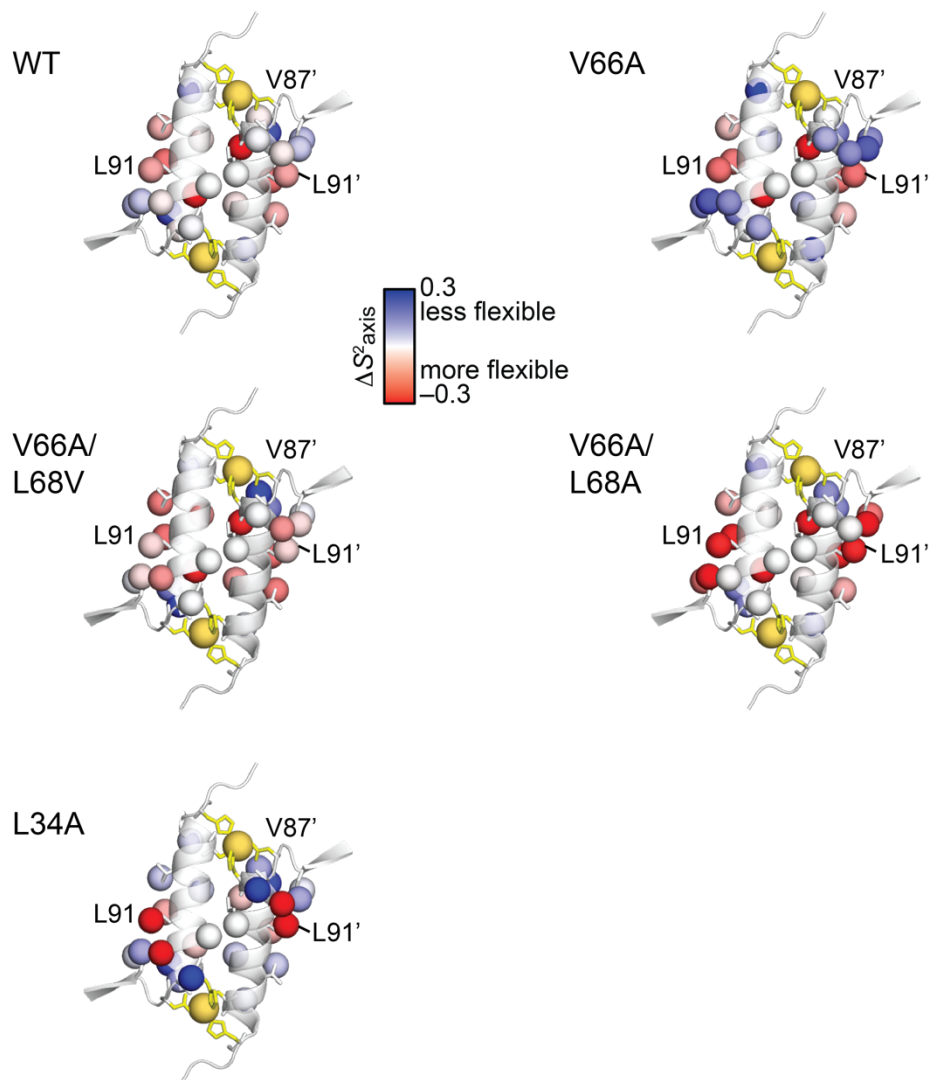 WT
V87'
L91
L91'
V66A
V87'
L91
L91'
0.3
less flexible
ΔS²axis
more flexible
–0.3
V66A/
L68V
V87'
L91
L91'
V66A/
L68A
V87'
L91
L91'
L34A
V87'
L91
L91'